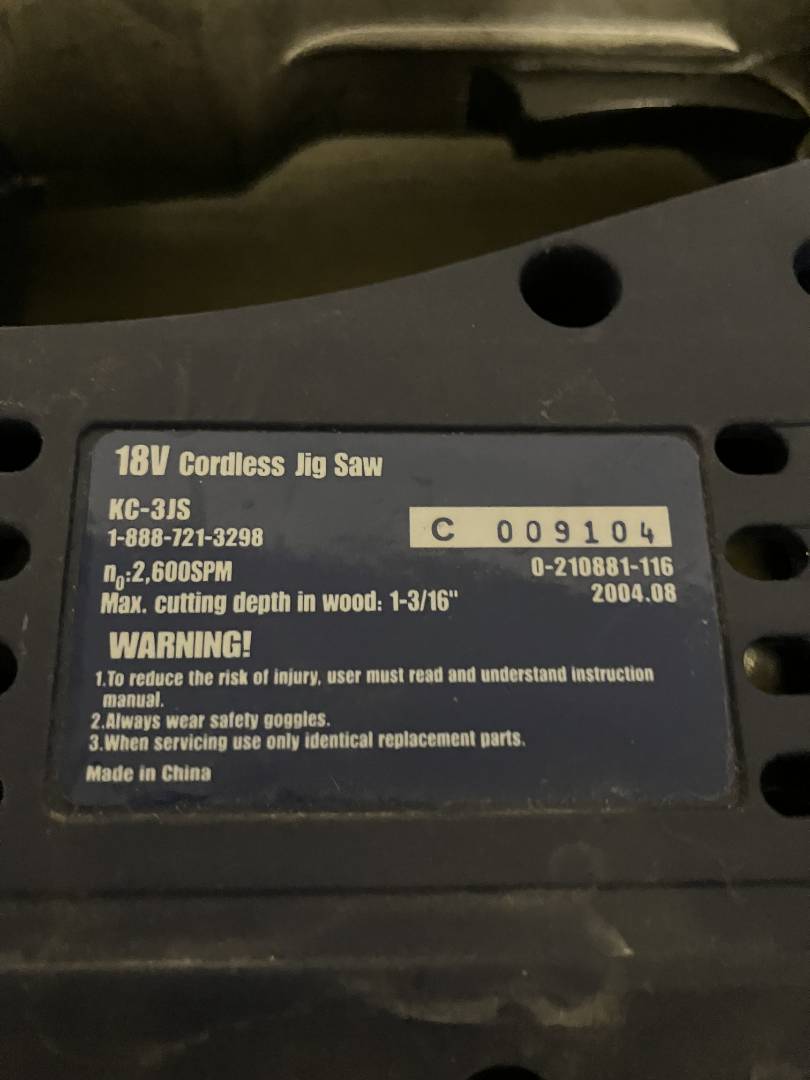 18V Cordless Jig Saw
KC-3JS
1-888-721-3298
C 009104
n0:2,600SPM
0-210881-116
Max. cutting depth in wood: 1-3/16"
2004.08
WARNING!
1.To reduce the risk of injury, user must read and understand instruction
manual.
2.Always wear safety goggles.
3.When servicing use only identical replacement parts.
Made in China